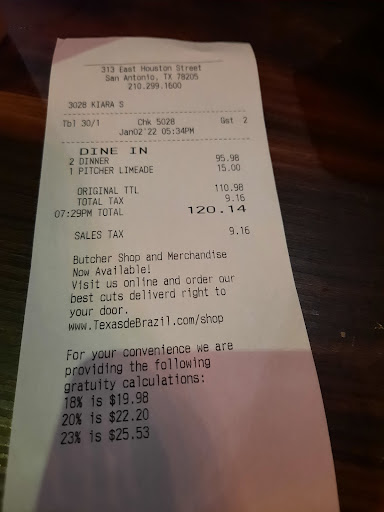 313 East Houston Street
San Antonio, TX 78205
210.299.1600
3028 KIARA S
Tbl 30/1 Chk 5028 Gst 2
Jan02'22 05:34PM
DINE IN
2 DINNER 95.98
1 PITCHER LIMEADE 15.00
ORIGINAL TTL 110.98
TOTAL TAX 9.16
07:29PM TOTAL 120.14
SALES TAX 9.16
Butcher Shop and Merchandise
Now Available!
Visit us online and order our
best cuts deliverd right to
your door.
www.TexasdeBrazil.com/shop
For your convenience we are
providing the following
gratuity calculations:
18% is $19.98
20% is $22.20
23% is $25.53